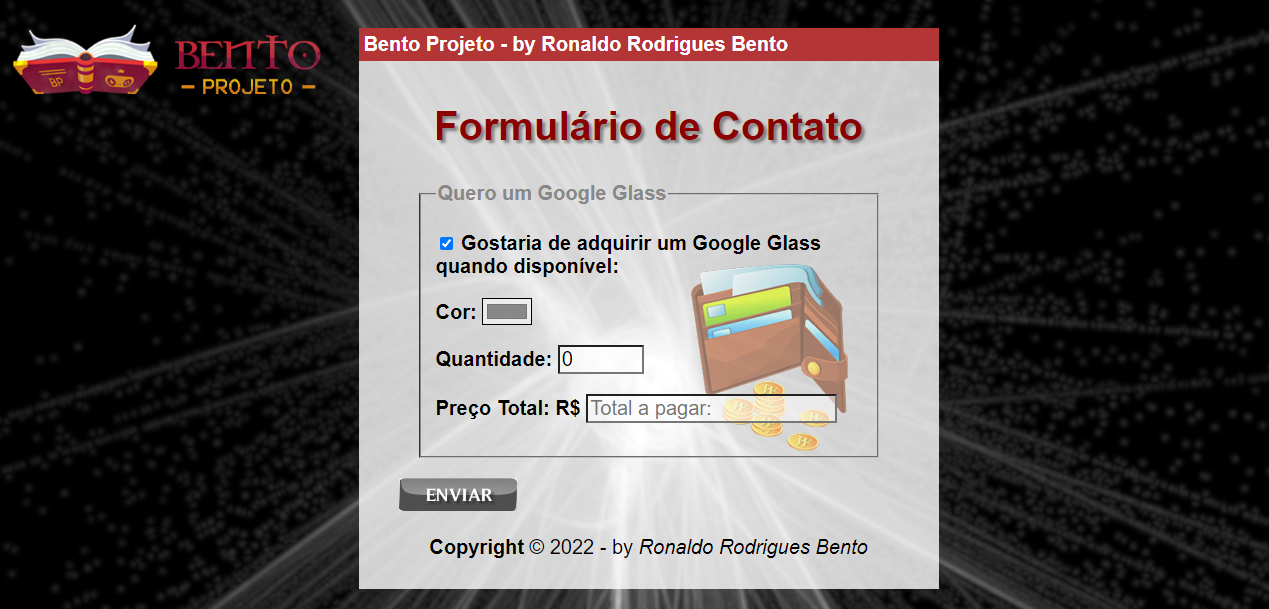 BENTO
PROJETO
BP
Bento Projeto - by Ronaldo Rodrigues Bento
Formulário de Contato
Quero um Google Glass
Gostaria de adquirir um Google Glass
quando disponível:
Cor:
Quantidade: 0
Preço Total: R$ Total a pagar:
ENVIAR
Copyright © 2022 - by Ronaldo Rodrigues Bento